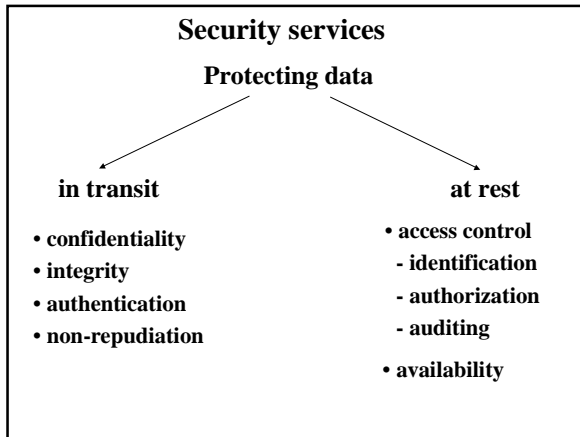 Security services
Protecting data
in transit
• confidentiality
• integrity
• authentication
• non-repudiation
at rest
• access control
- identification
- authorization
- auditing
• availability